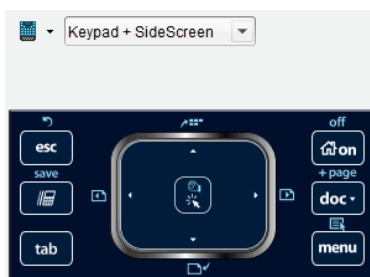 Keypad + SideScreen
off
esc
on
save
+ page
doc
tab
menu